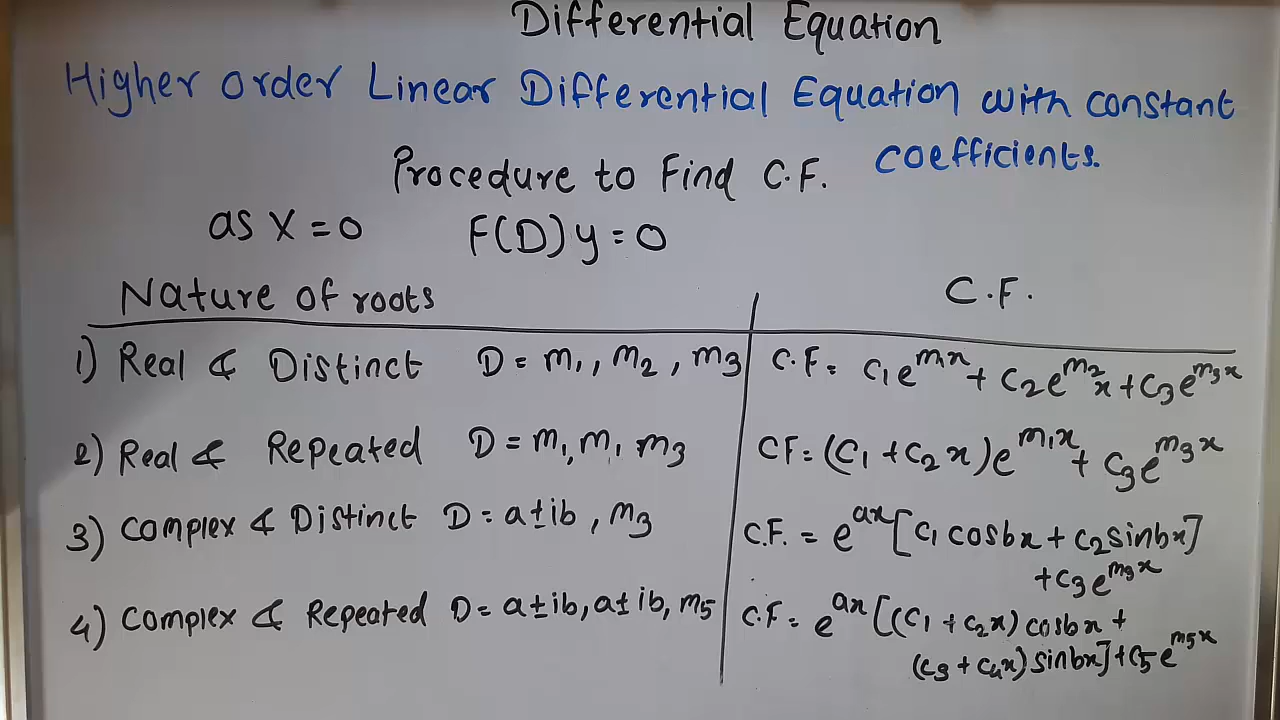 Differential Equation
Higher order Linear Differential Equation with constant
coefficients.
Procedure to Find C.F.
as X = 0 F(D)y = 0
Nature of roots C.F.
1) Real & Distinct D = m₁, m₂, m₃ C.F = c₁e^{m₁x} + c₂e^{m₂x} + c₃e^{m₃x}
2) Real & Repeated D = m₁, m₁ m₃ CF = (c₁ + c₂x)e^{m₁x} + c₃e^{m₃x}
3) Complex & Distinct D = a±ib, m₃ C.F. = e^{ax}[c₁ cosbx + c₂ sinbx]
+ c₃e^{m₃x}
4) Complex & Repeated D = a±ib, a±ib, m₅ C.F = e^{ax}[(c₁ + c₂x) cosbx +
(c₃ + c₄x) sinbx] + c₅e^{m₅x}